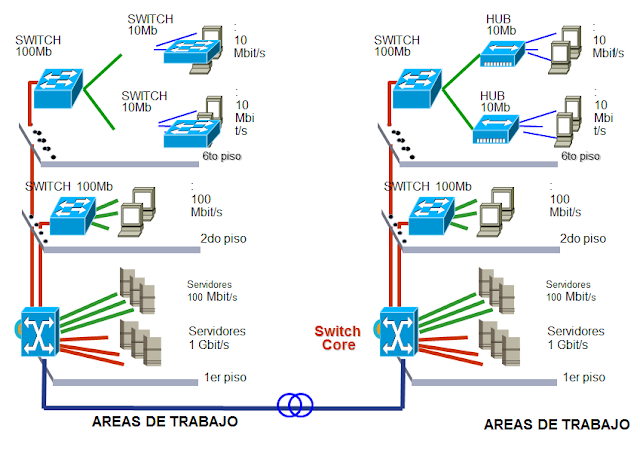 SWITCH
10Mb
:
10
Mbit/s
SWITCH
100Mb
SWITCH
10Mb
:
10
Mbi
t/s
6to piso
SWITCH 100Mb
:
100
Mbit/s
2do piso
Servidores
100 Mbit/s
Servidores
1 Gbit/s
1er piso
AREAS DE TRABAJO
HUB
10Mb
:
10
Mbif/s
SWITCH
100Mb
HUB
10Mb
:
10
Mbi
t/s
6to piso
SWITCH 100Mb
:
100
Mbit/s
2do piso
Servidores
100 Mbit/s
Switch
Core
Servidores
1 Gbit/s
1er piso
AREAS DE TRABAJO